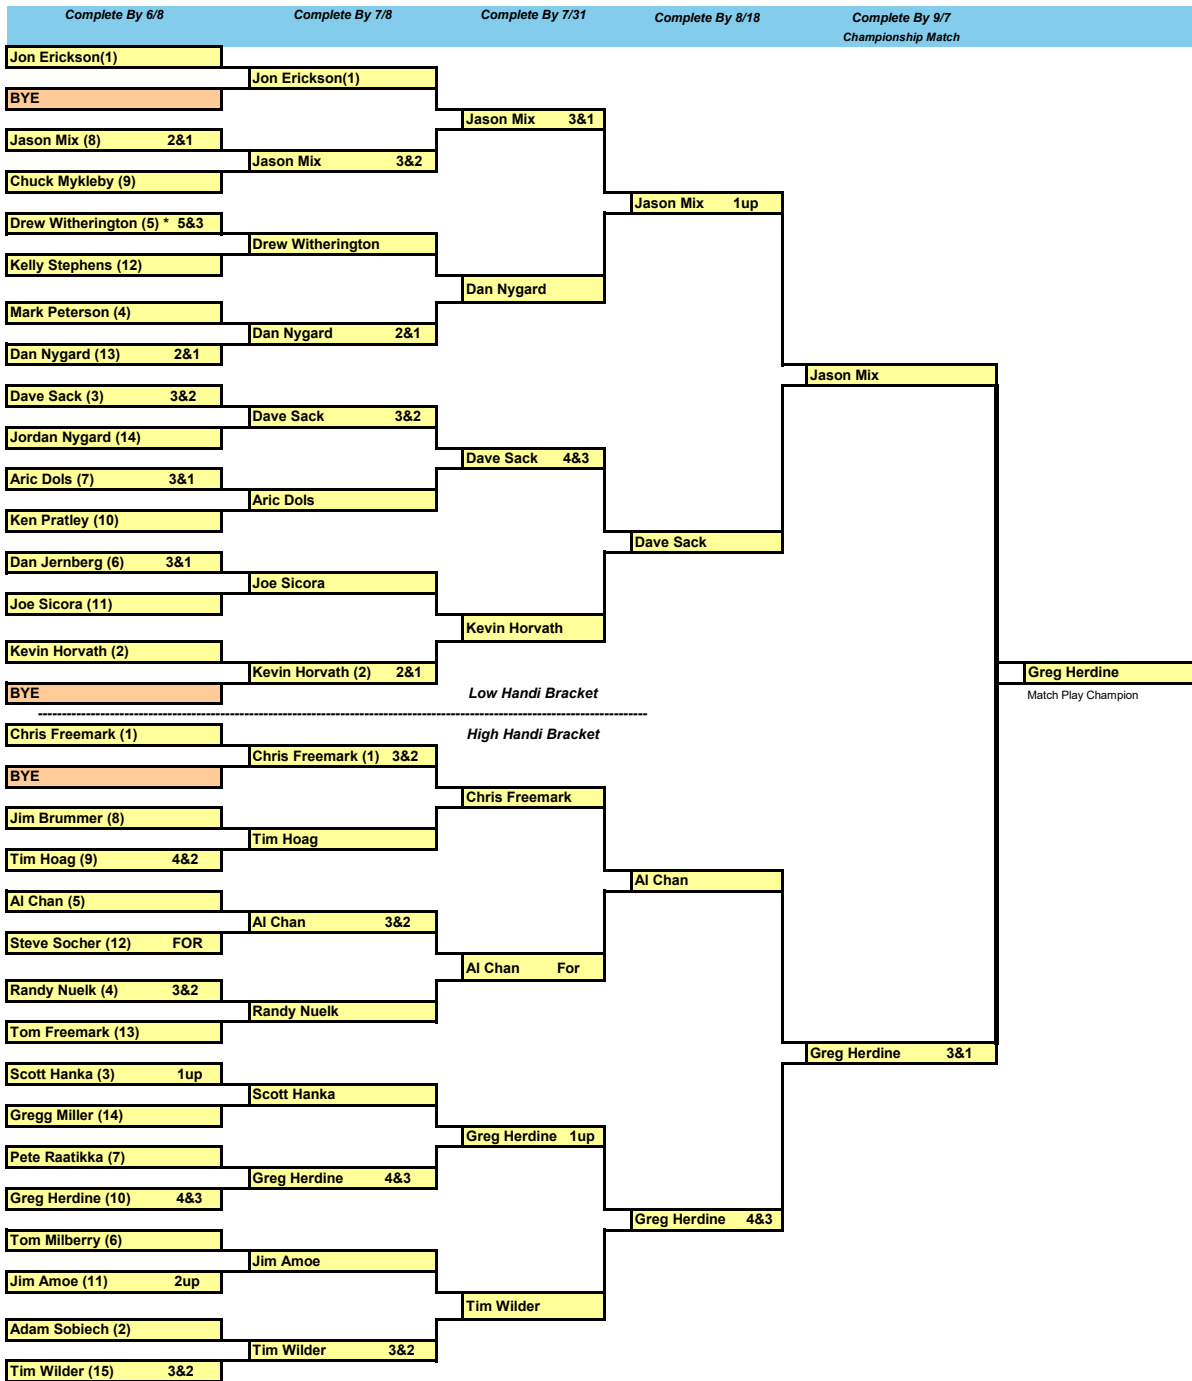 Complete By 6/8 Complete By 7/8 Complete By 7/31 Complete By 8/18 Complete By 9/7
Championship Match
Jon Erickson(1)
Jon Erickson(1)
BYE
Jason Mix 3&1
Jason Mix (8) 2&1
Jason Mix 3&2
Chuck Mykleby (9)
Jason Mix 1up
Drew Witherington (5) * 5&3
Drew Witherington
Kelly Stephens (12)
Dan Nygard
Mark Peterson (4)
Dan Nygard 2&1
Dan Nygard (13) 2&1
Jason Mix
Dave Sack (3) 3&2
Dave Sack 3&2
Jordan Nygard (14)
Dave Sack 4&3
Aric Dols (7) 3&1
Aric Dols
Ken Pratley (10)
Dave Sack
Dan Jernberg (6) 3&1
Joe Sicora
Joe Sicora (11)
Kevin Horvath
Kevin Horvath (2)
Kevin Horvath (2) 2&1
Greg Herdine
BYE
Low Handi Bracket
Match Play Champion
Chris Freemark (1)
High Handi Bracket
Chris Freemark (1) 3&2
BYE
Chris Freemark
Jim Brummer (8)
Tim Hoag
Tim Hoag (9) 4&2
Al Chan
Al Chan (5)
Al Chan 3&2
Steve Socher (12) FOR
Al Chan For
Randy Nuelk (4) 3&2
Randy Nuelk
Tom Freemark (13)
Greg Herdine 3&1
Scott Hanka (3) 1up
Scott Hanka
Gregg Miller (14)
Greg Herdine 1up
Pete Raatikka (7)
Greg Herdine 4&3
Greg Herdine (10) 4&3
Greg Herdine 4&3
Tom Milberry (6)
Jim Amoe
Jim Amoe (11) 2up
Tim Wilder
Adam Sobiech (2)
Tim Wilder 3&2
Tim Wilder (15) 3&2